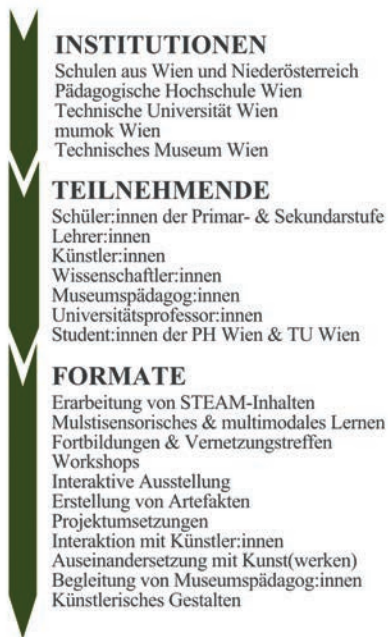 INSTITUTIONEN
Schulen aus Wien und Niederösterreich
Pädagogische Hochschule Wien
Technische Universität Wien
mumok Wien
Technisches Museum Wien
TEILNEHMENDE
Schüler:innen der Primar- & Sekundarstufe
Lehrer:innen
Künstler:innen
Wissenschaftler:innen
Museumspädagog:innen
Universitätsprofessor:innen
Student:innen der PH Wien & TU Wien
FORMATE
Erarbeitung von STEAM-Inhalten
Mulstisensorisches & multimodales Lernen
Fortbildungen & Vernetzungstreffen
Workshops
Interaktive Ausstellung
Erstellung von Artefakten
Projektumsetzungen
Interaktion mit Künstler:innen
Auseinandersetzung mit Kunst(werken)
Begleitung von Museumspädagog:innen
Künstlerisches Gestalten